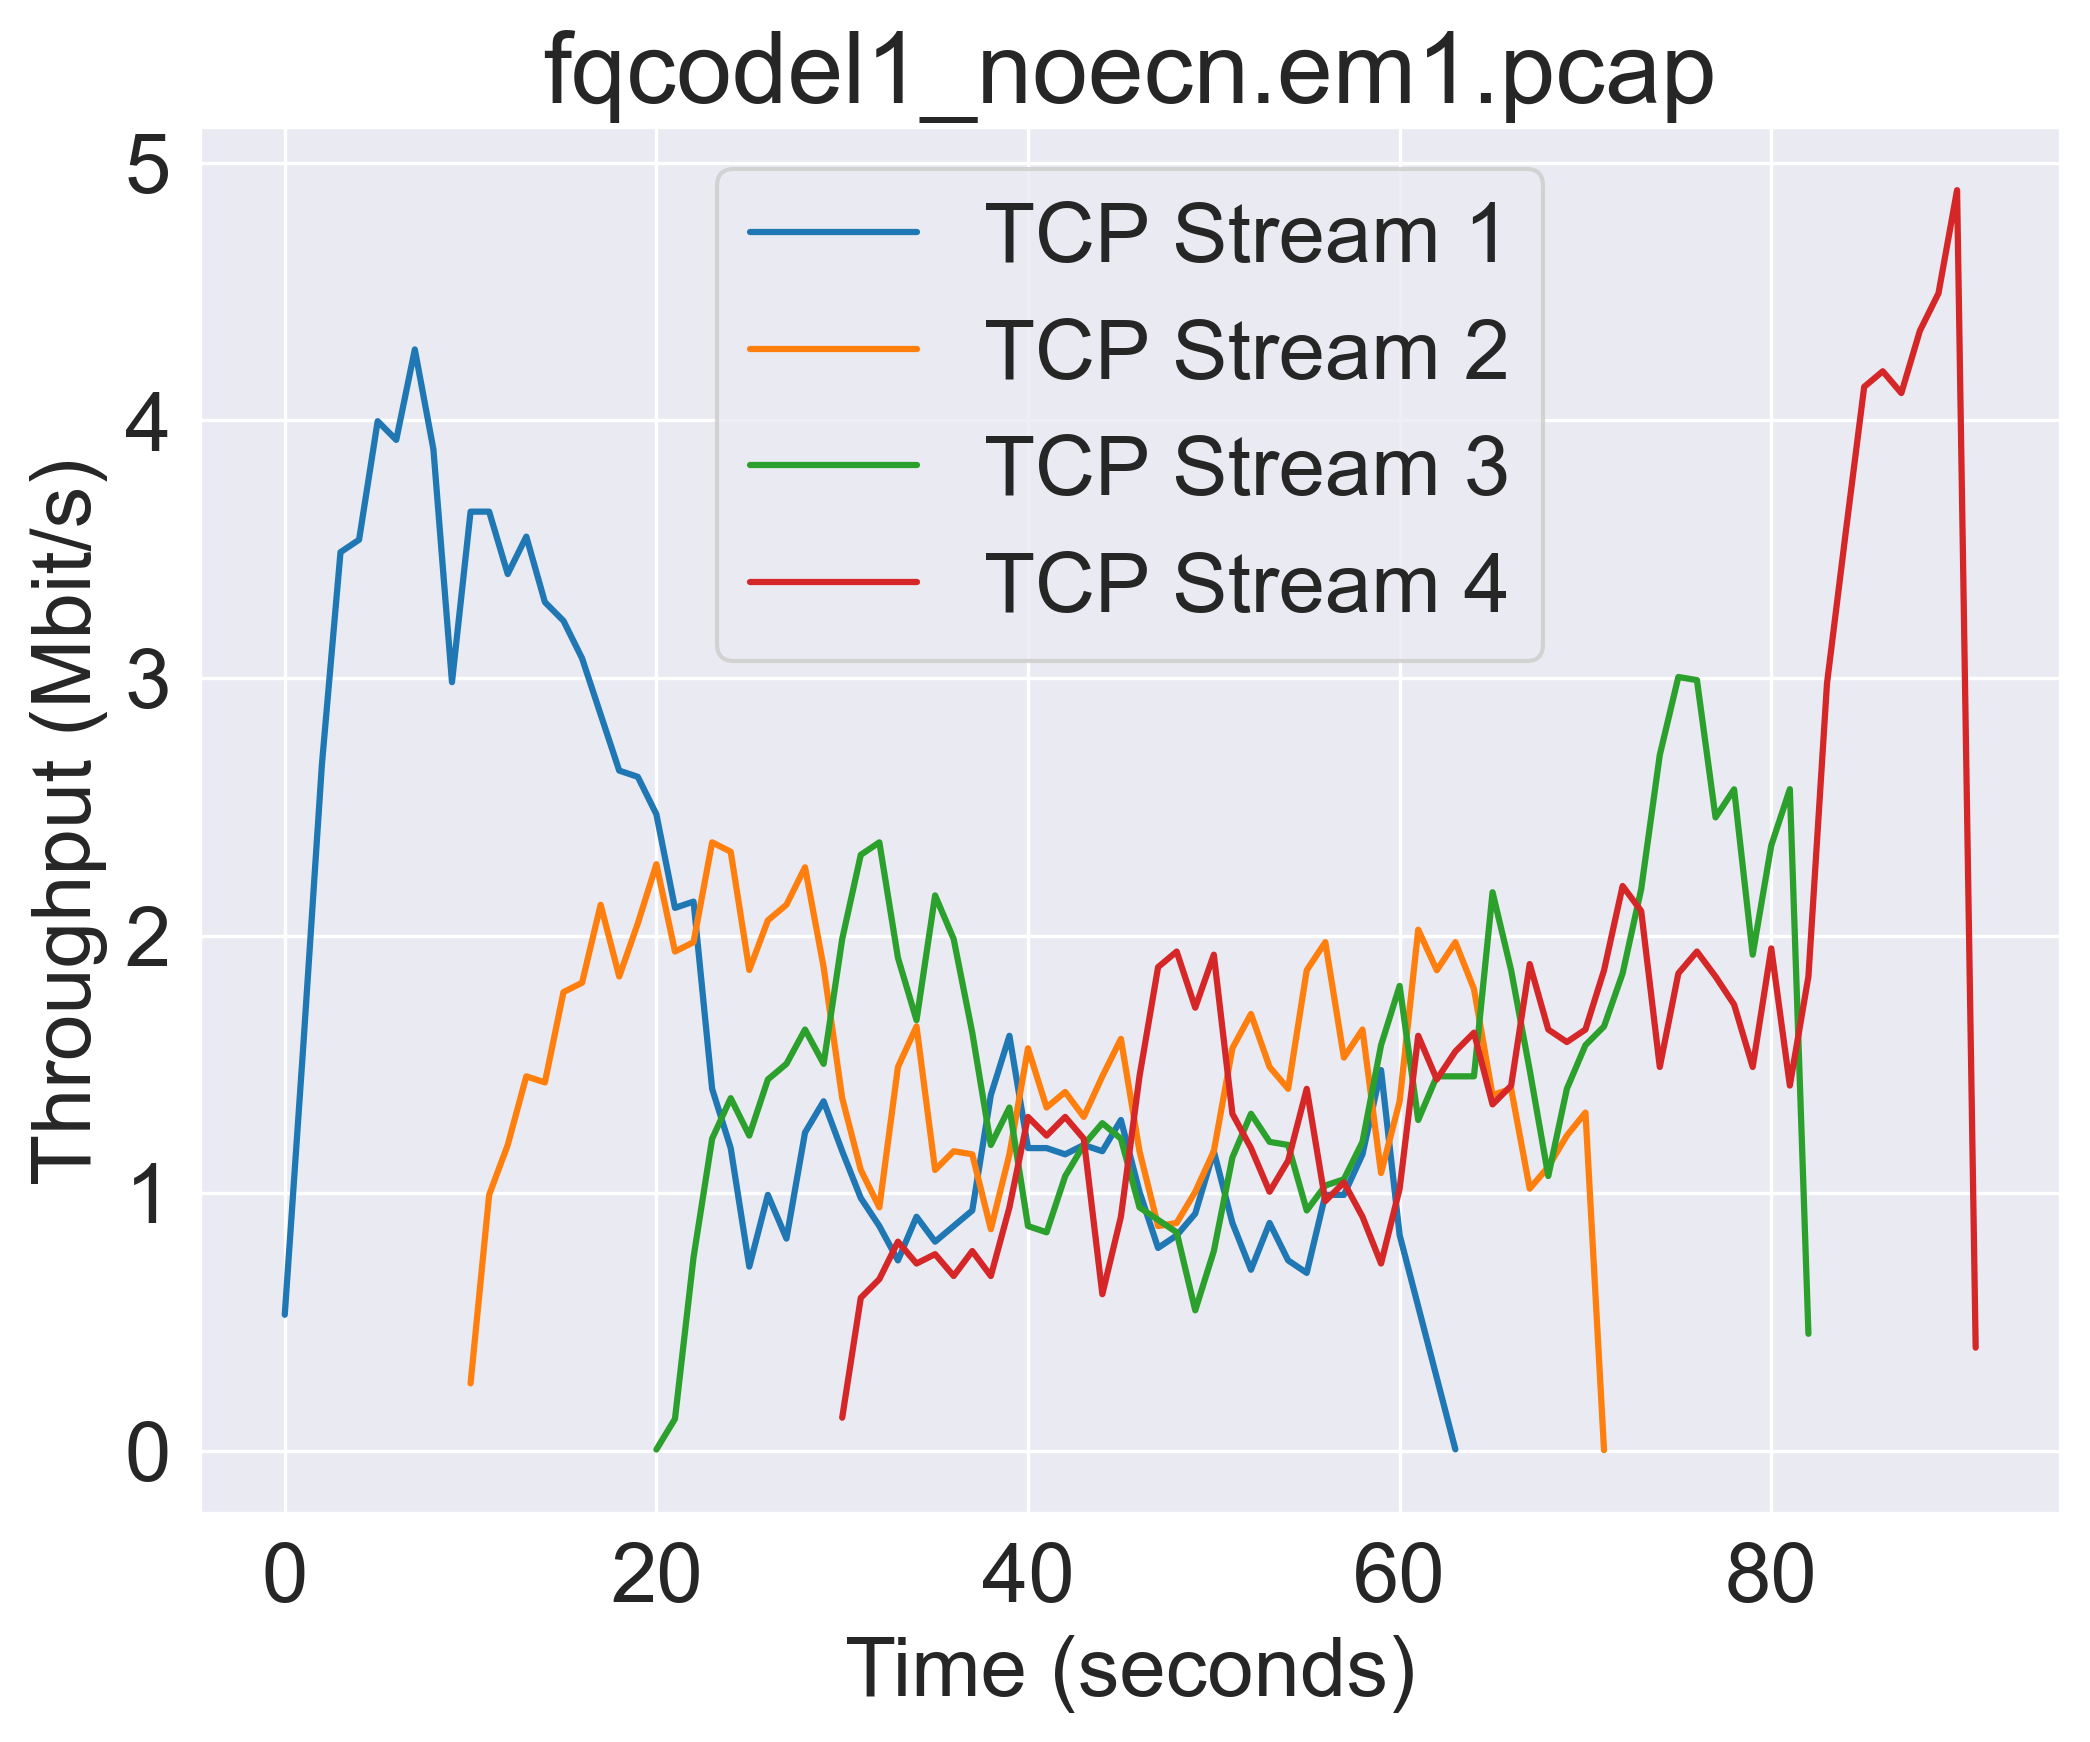 fqcodel1_noecn.em1.pcap
Throughput (Mbit/s)
5
4
3
2
1
0
TCP Stream 1
TCP Stream 2
TCP Stream 3
TCP Stream 4
0 20 40 60 80
Time (seconds)